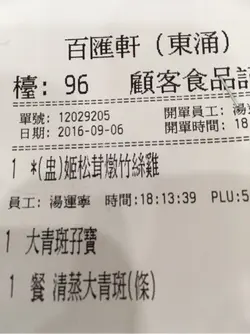 百匯軒 (東涌)
檯: 96 顧客食品
單號: 12029205 開單員工: 湯
日期: 2016-09-06 開單時間:18
1 *(盅)姬松茸燉竹絲雞
員工: 湯運寧 時間:18:13:39 PLU:5
1 大青斑孖寶
1 餐 清蒸大青斑(條)